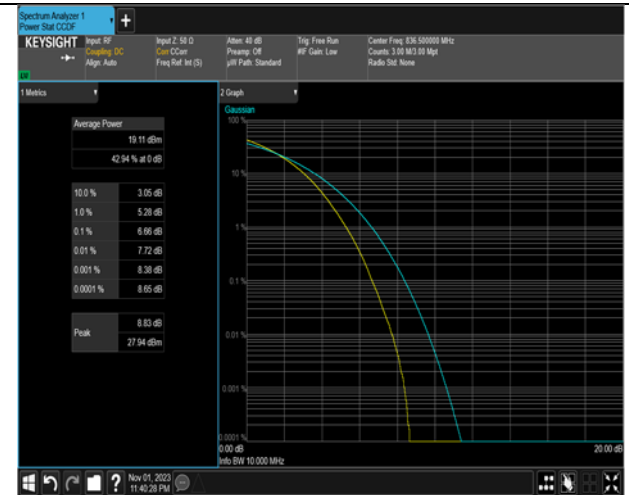 Spectrum Analyzer 1
Power Stat CCDF
+
KEYSIGHT
Input: RF
Coupling: DC
Align: Auto
Input Z: 50 Ω
Corr CCorr
Freq Ref: Int (S)
Atten: 40 dB
Preamp: Off
µW Path: Standard
Trig: Free Run
#IF Gain: Low
Center Freq: 836.500000 MHz
Counts: 3.00 M/3.00 Mpt
Radio Std: None
1 Metrics
Average Power
19.11 dBm
42.94 % at 0 dB
10.0 % 3.05 dB
1.0 % 5.28 dB
0.1 % 6.66 dB
0.01 % 7.72 dB
0.001 % 8.38 dB
0.0001 % 8.65 dB
Peak
8.83 dB
27.94 dBm
2 Graph
Gaussian
100 %
10 %
1 %
0.1 %
0.01 %
0.001 %
0.0001 %
0.00 dB
20.00 dB
Info BW 10.000 MHz
?
Nov 01, 2023
11:40:28 PM